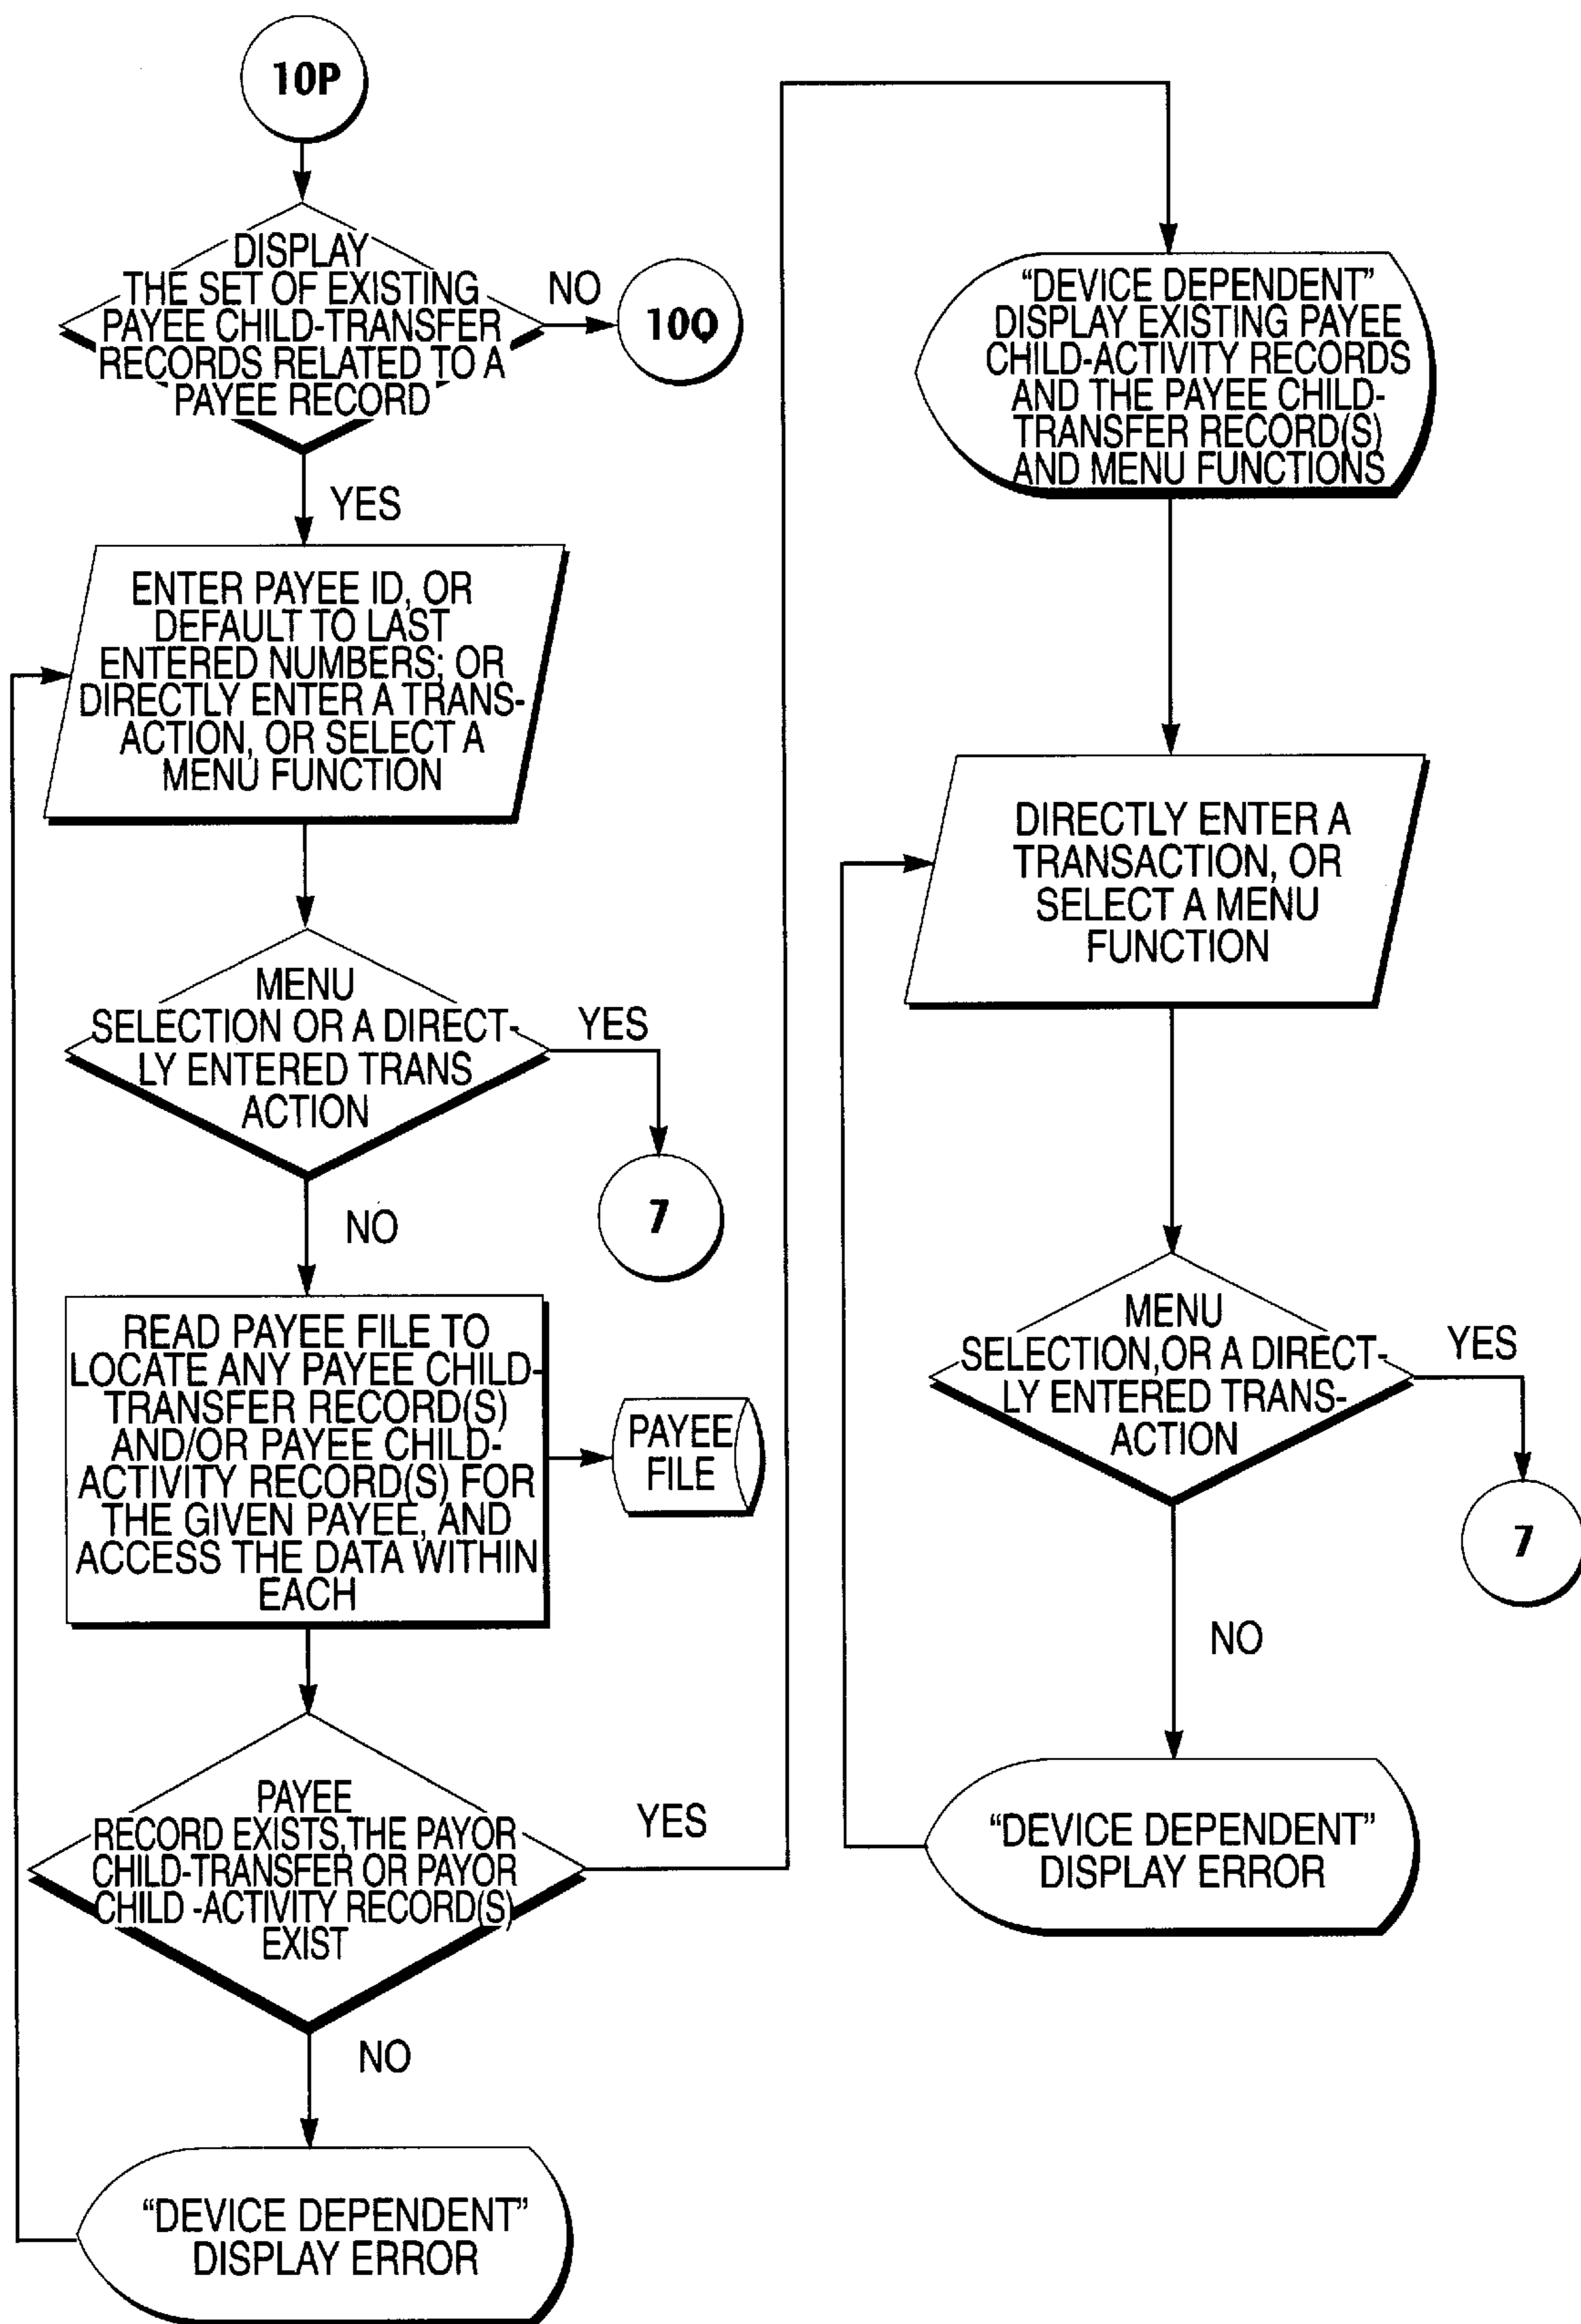 10P
DISPLAY
THE SET OF EXISTING
PAYEE CHILD-TRANSFER
RECORDS RELATED TO A
PAYEE RECORD
NO
10Q
YES
ENTER PAYEE ID, OR
DEFAULT TO LAST
ENTERED NUMBERS; OR
DIRECTLY ENTER A TRANS-
ACTION, OR SELECT A
MENU FUNCTION
MENU
SELECTION OR A DIRECT-
LY ENTERED TRANS
ACTION
YES
7
NO
READ PAYEE FILE TO
LOCATE ANY PAYEE CHILD-
TRANSFER RECORD(S)
AND/OR PAYEE CHILD-
ACTIVITY RECORD(S) FOR
THE GIVEN PAYEE, AND
ACCESS THE DATA WITHIN
EACH
PAYEE
FILE
PAYEE
RECORD EXISTS,THE PAYOR
CHILD-TRANSFER OR PAYOR
CHILD -ACTIVITY RECORD(S)
EXIST
YES
NO
“DEVICE DEPENDENT”
DISPLAY ERROR
“DEVICE DEPENDENT”
DISPLAY EXISTING PAYEE
CHILD-ACTIVITY RECORDS
AND THE PAYEE CHILD-
TRANSFER RECORD(S)
AND MENU FUNCTIONS
DIRECTLY ENTER A
TRANSACTION, OR
SELECT A MENU
FUNCTION
MENU
SELECTION,OR A DIRECT-
LY ENTERED TRANS-
ACTION
YES
7
NO
“DEVICE DEPENDENT”
DISPLAY ERROR